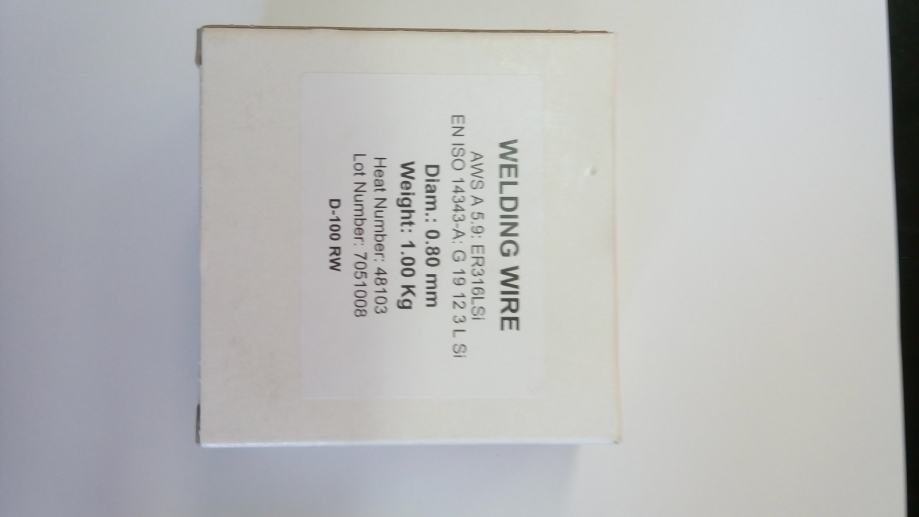 WELDING WIRE
AWS A 5.9: ER316LSi
EN ISO 14343-A: G 19 12 3 L Si
Diam.: 0.80 mm
Weight: 1.00 Kg
Heat Number: 48103
Lot Number: 7051008
D-100 RW